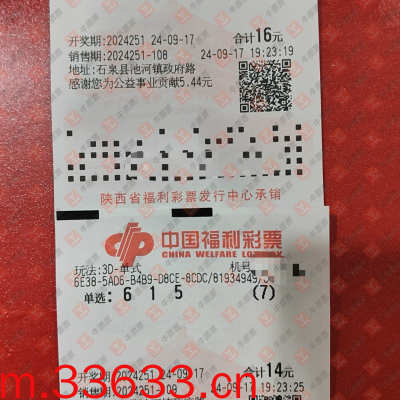 开奖期:2024251 24-09-17 合计16元
销售期:2024251-108 24-09-17 19:23:19
地址:石泉县池河镇政府路
感谢您为公益事业贡献5.44元
陕西省福利彩票发行中心承销
中国福利彩票
CHINA WELFARE LOTTERY
玩法:3D-单式 机号
6E38-5AD6-B4B9-D8CE-8CDC/81934949
单选: 6 1 5 (7)
开奖期:2024251 24-09-17 合计14元
销售期:2024251-109 24-09-17 19:23:25
m.33633.cn